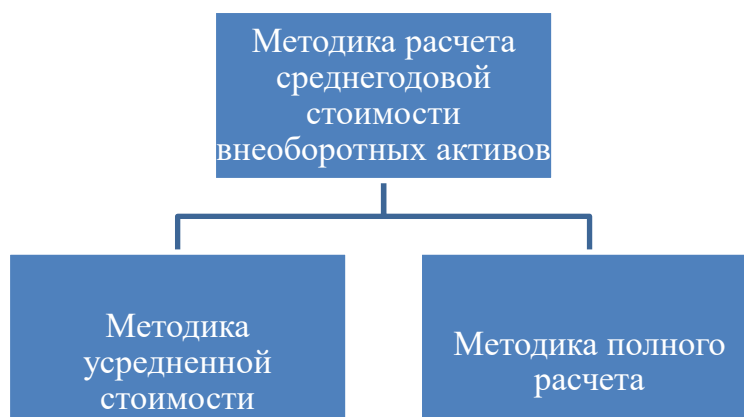 Методика расчета
среднегодовой
стоимости
внеоборотных активов
Методика
усредненной
стоимости
Методика полного
расчета